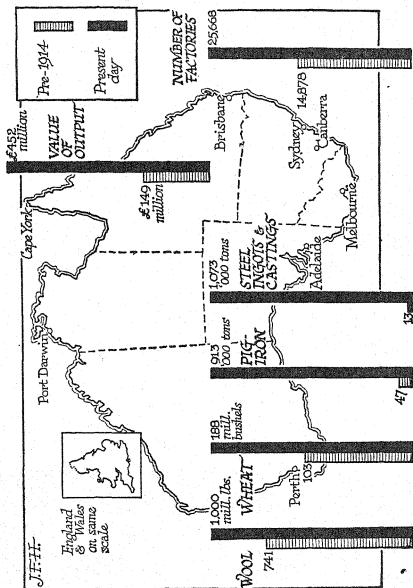 J.F.H.
England
& Wales
on same
scale
Port Darwin
Cape York
£452
million
VALUE
OF
OUTPUT
£149
million
Pre-1914
Present
day
NUMBER OF
FACTORIES
25,668
14,878
Brisbane
Sydney
Canberra
Melbourne
Adelaide
1,073
'000 tons
STEEL
INGOTS &
CASTINGS
13
913
'000 tons
PIG-
IRON
47
188
mill.
bushels
WHEAT
103
Perth
1,000
mill. lbs.
WOOL
741